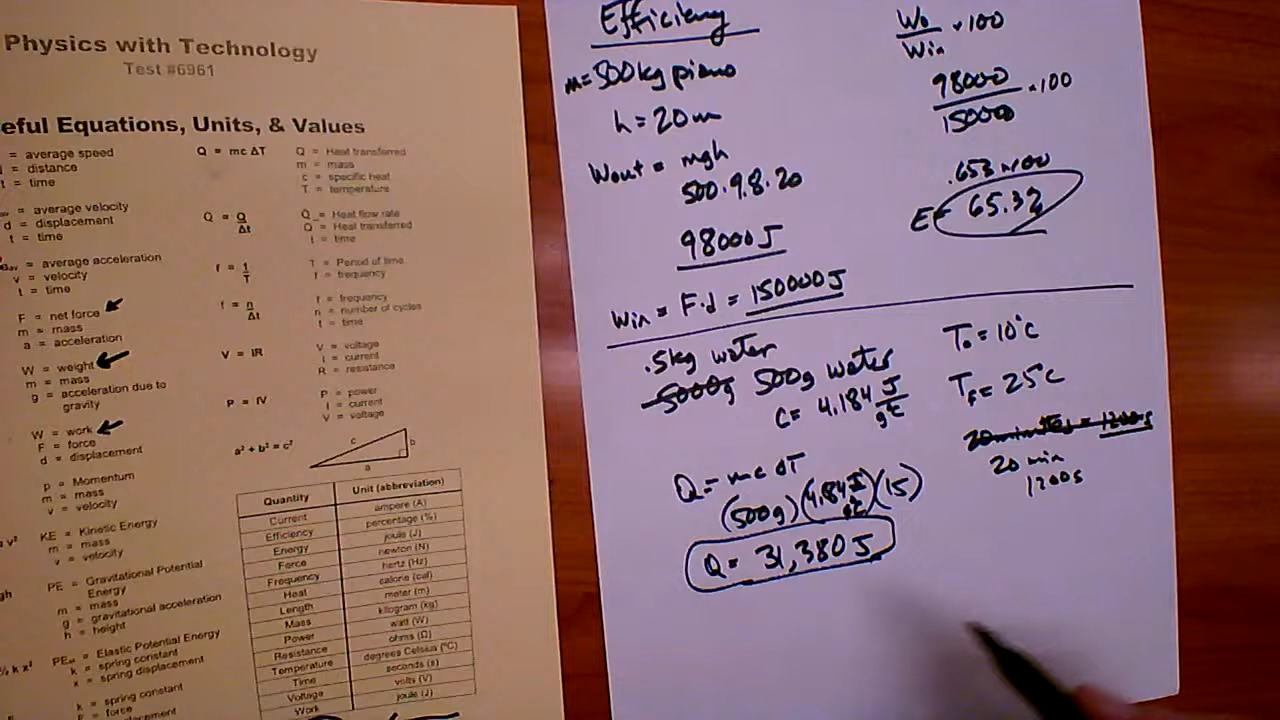 Physics with Technology
Test #6961
eful Equations, Units, & Values
= average speed
= distance
t = time
= average velocity
d = displacement
t = time
= average acceleration
v = velocity
t = time
F = net force
m = mass
a = acceleration
W = weight
m = mass
g = acceleration due to
gravity
W = work
F = force
d = displacement
p = Momentum
m = mass
v = velocity
KE = Kinetic Energy
m = mass
v = velocity
PE = Gravitational Potential
Energy
m = mass
g = gravitational acceleration
h = height
½ k x²
= Elastic Potential Energy
k = spring constant
x = spring displacement
k = spring constant
Q = mc ΔT
Q = Heat transferred
m = mass
c = specific heat
T = temperature
Q = Q
Δt
Q = Heat flow rate
Q = Heat transferred
t = time
f = 1
T
T = Period of time
f = frequency
f = n
Δt
f = frequency
n = number of cycles
t = time
V = IR
V = voltage
I = current
R = resistance
P = IV
P = power
I = current
V = voltage
a² + b² = c²
c
b
a
Quantity Unit (abbreviation)
Current ampere (A)
Efficiency percentage (%)
Energy joule (J)
Force newton (N)
Frequency hertz (Hz)
Heat calorie (cal)
Length meter (m)
Mass kilogram (kg)
Power watt (W)
Resistance ohms (Ω)
Temperature degrees Celsius (°C)
Time seconds (s)
Voltage volts (V)
Work joule (J)
Efficiency
m = 500kg piano
h = 20m
Wout = mgh
500 · 9.8 · 20
98000J
Win = F·d = 150000J
Wo
Win × 100
98000
150000 × 100
.653 × 100
E = 65.3%
.5kg water
5000g 500g water
c = 4.184 J
g°C
To = 10°C
TF = 25°C
20 min
1200s
Q = mc ΔT
(500g)(4.184 J
g°C)(15)
Q = 31,380 J